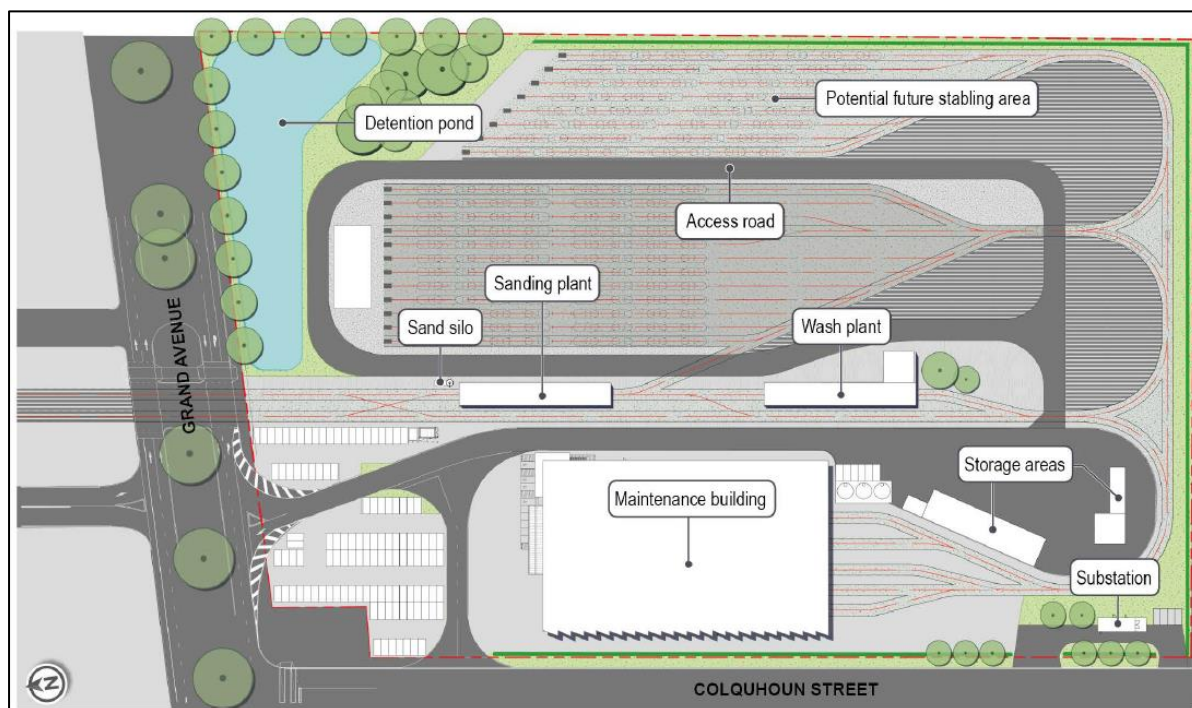 Detention pond
Potential future stabling area
Access road
Sanding plant
Sand silo
Wash plant
GRAND AVENUE
Maintenance building
Storage areas
Substation
COLQUHOUN STREET
N